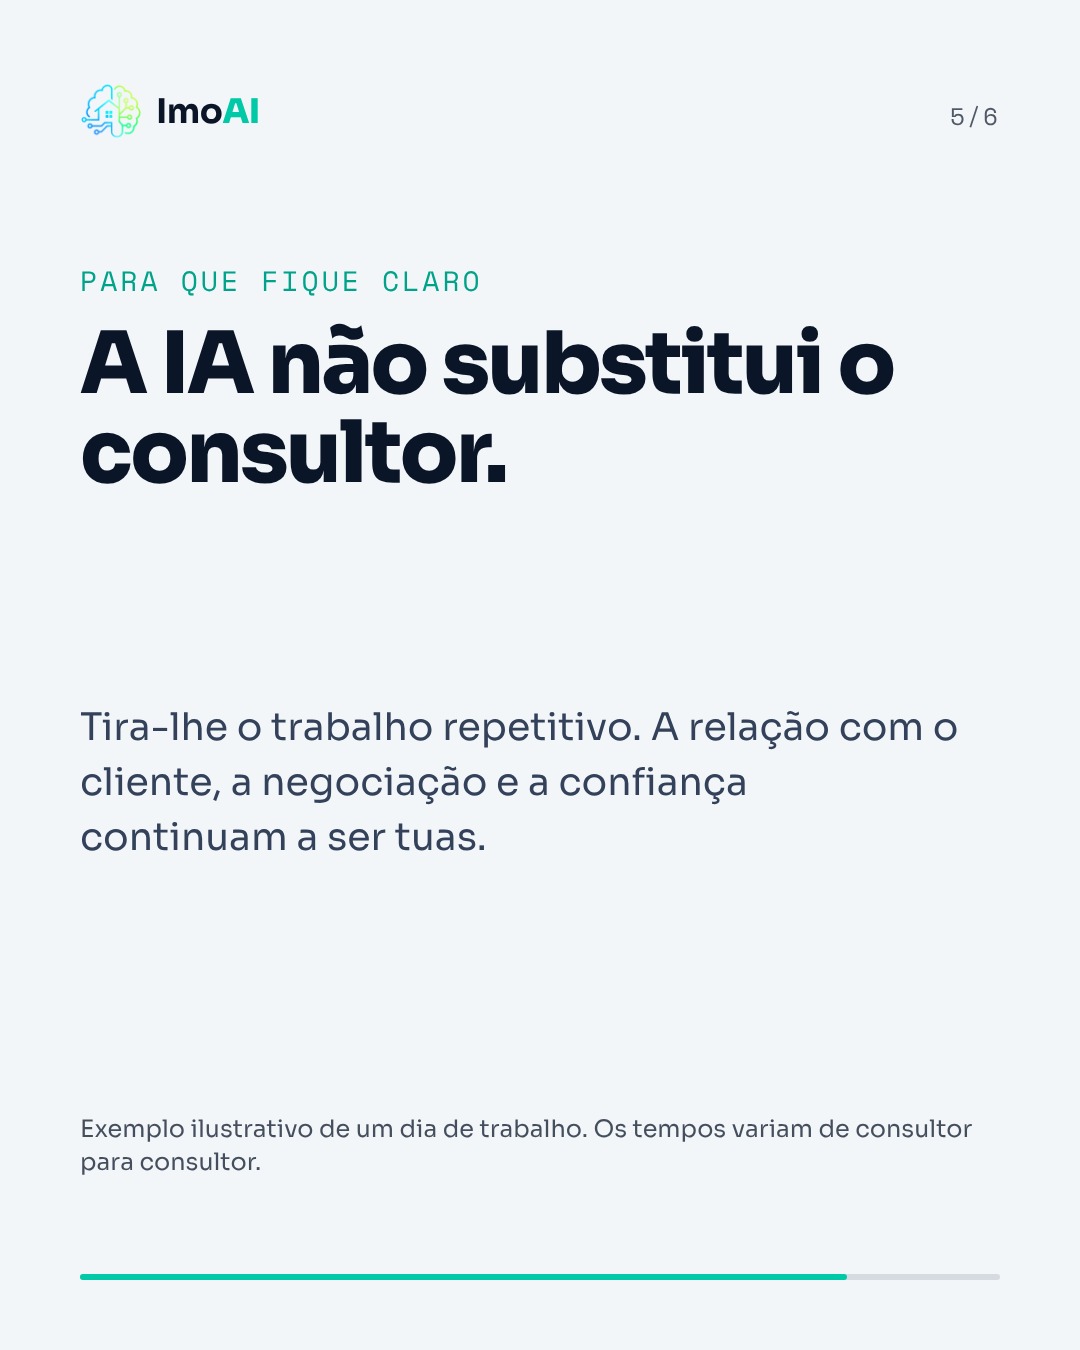 ImoAI
5 / 6
PARA QUE FIQUE CLARO
A IA não substitui o
consultor.
Tira-lhe o trabalho repetitivo. A relação com o
cliente, a negociação e a confiança
continuam a ser tuas.
Exemplo ilustrativo de um dia de trabalho. Os tempos variam de consultor
para consultor.